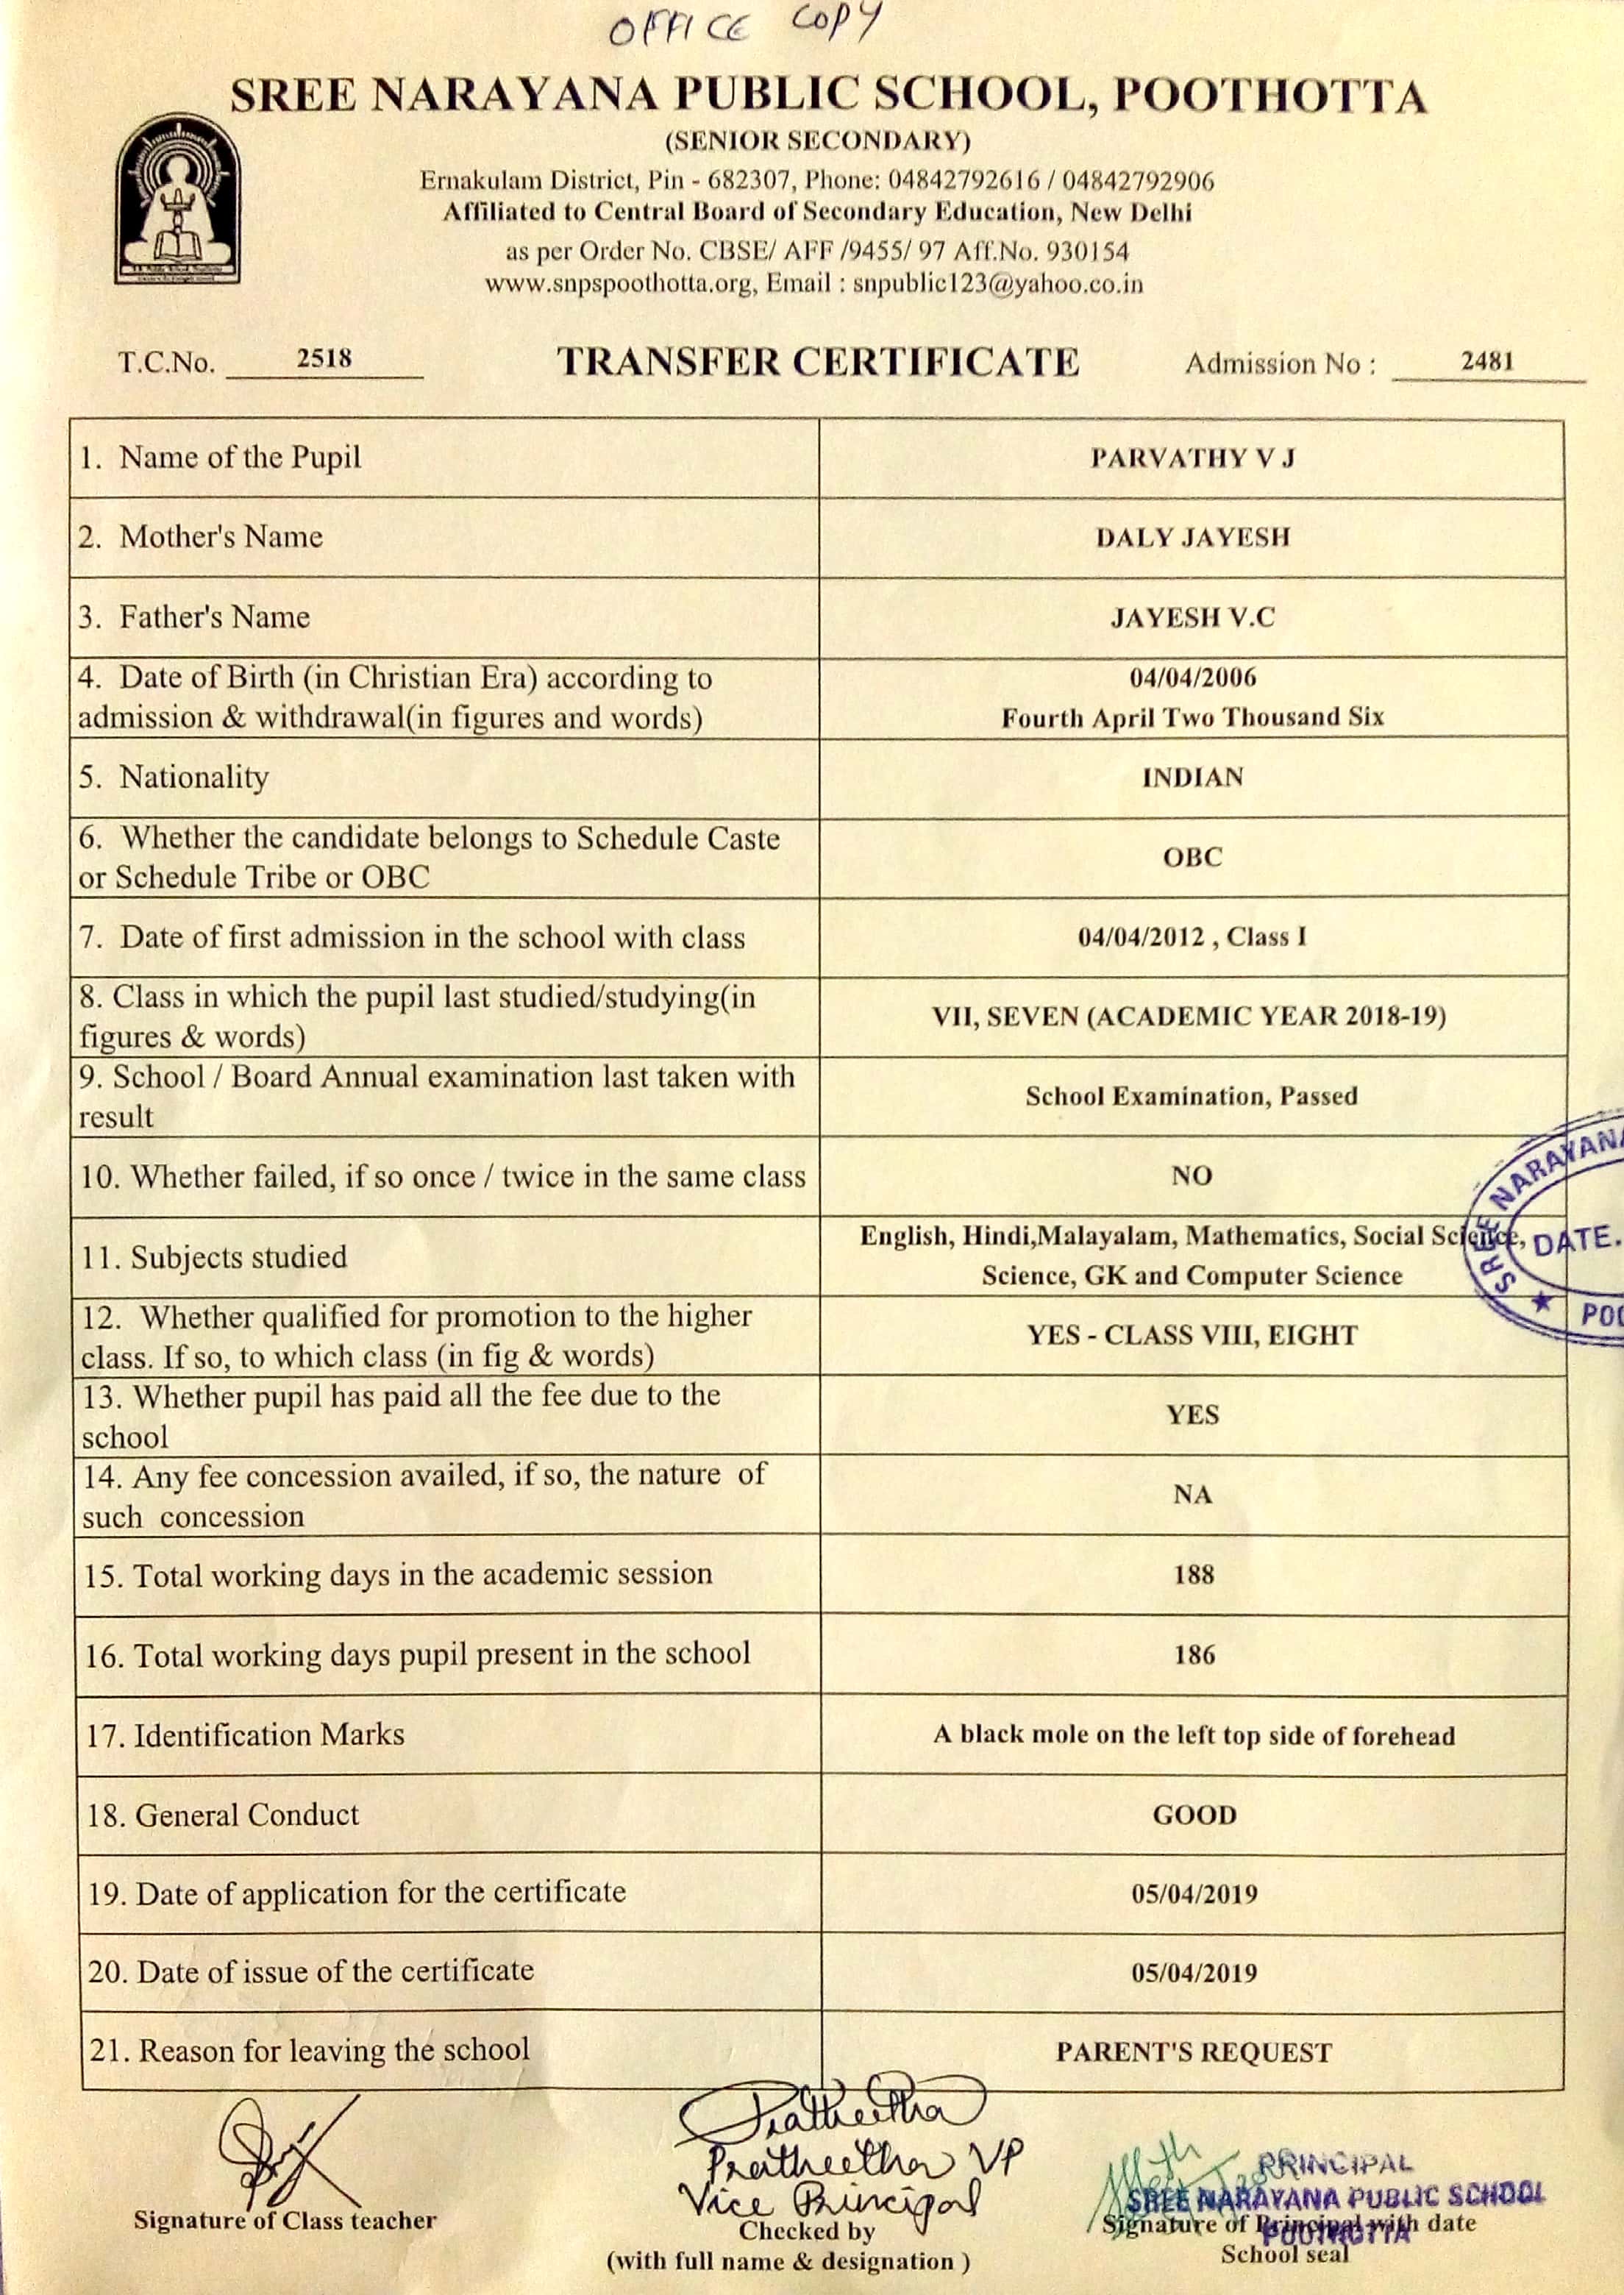 OFFICE COPY
SREE NARAYANA PUBLIC SCHOOL, POOTHOTTA
(SENIOR SECONDARY)
Ernakulam District, Pin - 682307, Phone: 04842792616 / 04842792906
Affiliated to Central Board of Secondary Education, New Delhi
as per Order No. CBSE/ AFF /9455/ 97 Aff.No. 930154
www.snpspoothotta.org, Email : snpublic123@yahoo.co.in
T.C.No. 2518 TRANSFER CERTIFICATE Admission No : 2481
1. Name of the Pupil PARVATHY V J
2. Mother's Name DALY JAYESH
3. Father's Name JAYESH V.C
4. Date of Birth (in Christian Era) according to 04/04/2006
admission & withdrawal(in figures and words) Fourth April Two Thousand Six
5. Nationality INDIAN
6. Whether the candidate belongs to Schedule Caste
or Schedule Tribe or OBC OBC
7. Date of first admission in the school with class 04/04/2012 , Class I
8. Class in which the pupil last studied/studying(in
figures & words) VII, SEVEN (ACADEMIC YEAR 2018-19)
9. School / Board Annual examination last taken with
result School Examination, Passed
10. Whether failed, if so once / twice in the same class NO
11. Subjects studied English, Hindi,Malayalam, Mathematics, Social Science,
Science, GK and Computer Science
SREE NARAYANA
DATE.
★ POO
12. Whether qualified for promotion to the higher
class. If so, to which class (in fig & words) YES - CLASS VIII, EIGHT
13. Whether pupil has paid all the fee due to the
school YES
14. Any fee concession availed, if so, the nature of
such concession NA
15. Total working days in the academic session 188
16. Total working days pupil present in the school 186
17. Identification Marks A black mole on the left top side of forehead
18. General Conduct GOOD
19. Date of application for the certificate 05/04/2019
20. Date of issue of the certificate 05/04/2019
21. Reason for leaving the school PARENT'S REQUEST
Pratheetha
Pratheetha VP
Vice Principal
PRINCIPAL
SREE NARAYANA PUBLIC SCHOOL
POOTHOTTA
Signature of Class teacher
Checked by
(with full name & designation )
Signature of Principal with date
School seal